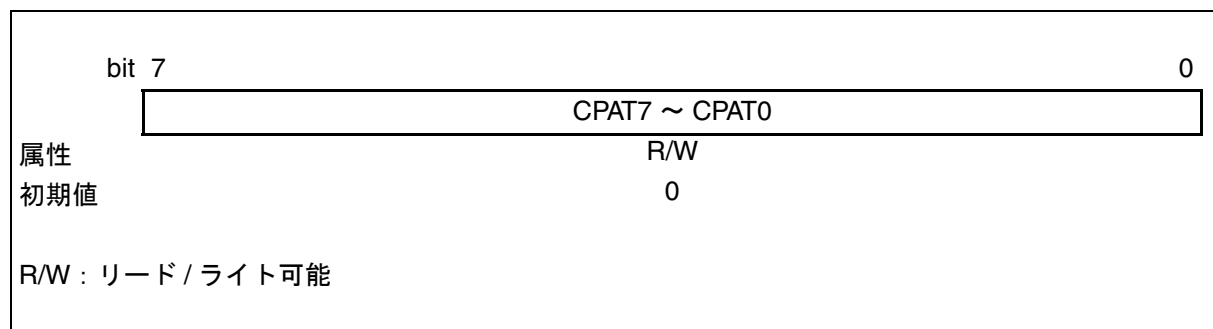 bit 7 0
CPAT7 ～ CPAT0
属性 R/W
初期値 0
R/W：リード / ライト可能